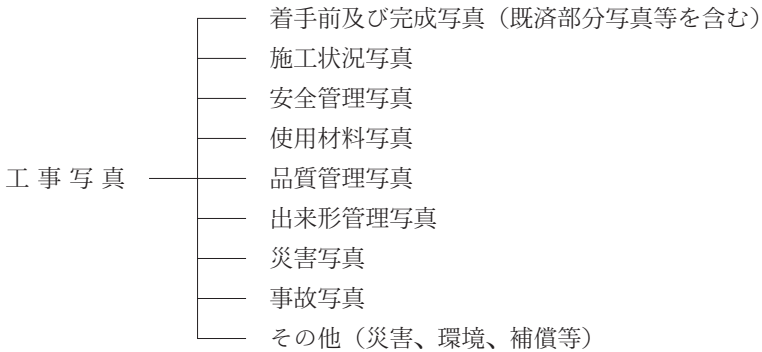 着手前及び完成写真（既済部分写真等を含む）
施工状況写真
安全管理写真
使用材料写真
工事写真
品質管理写真
出来形管理写真
災害写真
事故写真
その他（災害、環境、補償等）